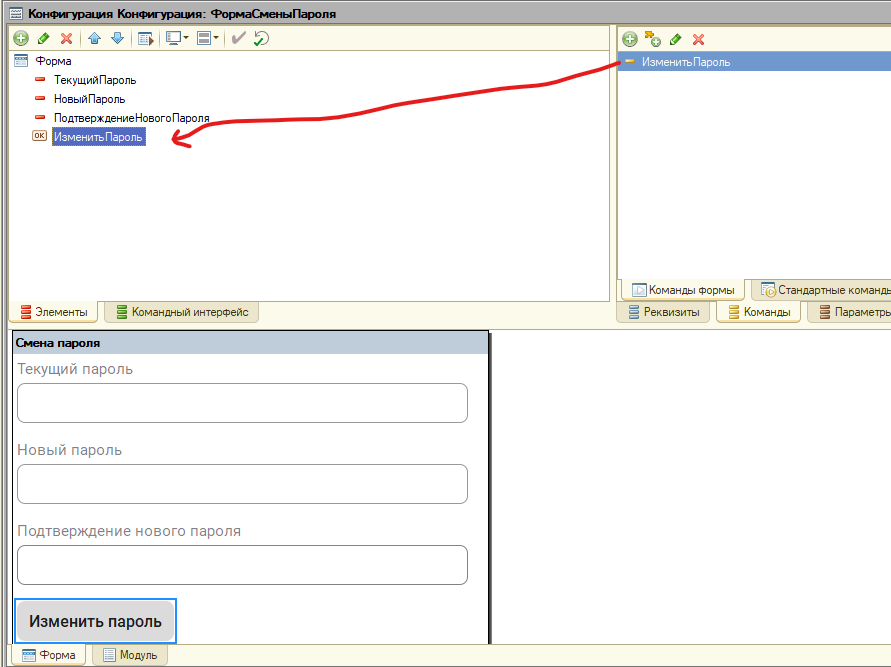 Конфигурация Конфигурация: ФормаСменыПароля
Форма
ТекущийПароль
НовыйПароль
ПодтверждениеНовогоПароля
OK ИзменитьПароль
Элементы Командный интерфейс
ИзменитьПароль
Команды формы Стандартные команды
Реквизиты Команды Параметры
Смена пароля
Текущий пароль
Новый пароль
Подтверждение нового пароля
Изменить пароль
Форма Модуль